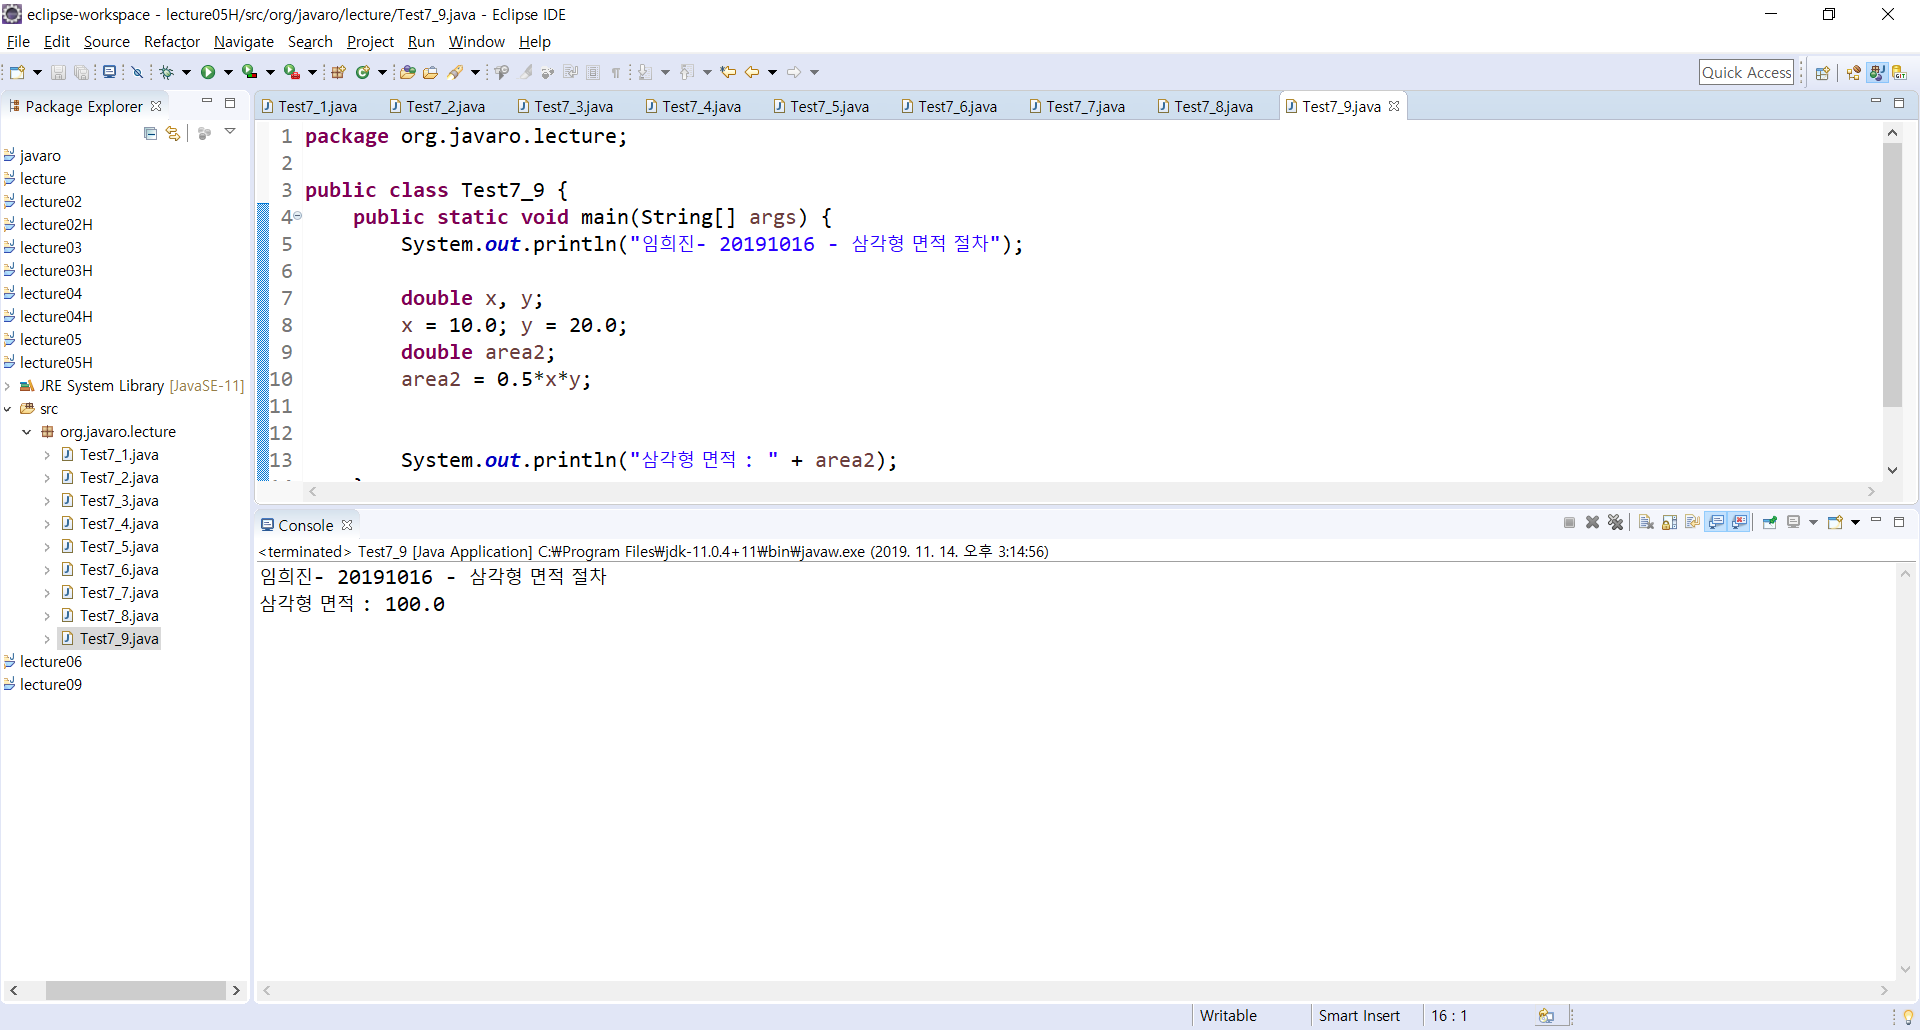 eclipse-workspace - lecture05H/src/org/javaro/lecture/Test7_9.java - Eclipse IDE
File Edit Source Refactor Navigate Search Project Run Window Help
Quick Access
Package Explorer
javaro
lecture
lecture02
lecture02H
lecture03
lecture03H
lecture04
lecture04H
lecture05
lecture05H
JRE System Library [JavaSE-11]
src
org.javaro.lecture
Test7_1.java
Test7_2.java
Test7_3.java
Test7_4.java
Test7_5.java
Test7_6.java
Test7_7.java
Test7_8.java
Test7_9.java
lecture06
lecture09
Test7_1.java Test7_2.java Test7_3.java Test7_4.java Test7_5.java Test7_6.java Test7_7.java Test7_8.java Test7_9.java
1 package org.javaro.lecture;
2
3 public class Test7_9 {
4 public static void main(String[] args) {
5 System.out.println("임희진- 20191016 - 삼각형 면적 절차");
6
7 double x, y;
8 x = 10.0; y = 20.0;
9 double area2;
10 area2 = 0.5*x*y;
11
12
13 System.out.println("삼각형 면적 : " + area2);
Console
<terminated> Test7_9 [Java Application] C:₩Program Files₩jdk-11.0.4+11₩bin₩javaw.exe (2019. 11. 14. 오후 3:14:56)
임희진- 20191016 - 삼각형 면적 절차
삼각형 면적 : 100.0
Writable Smart Insert 16 : 1